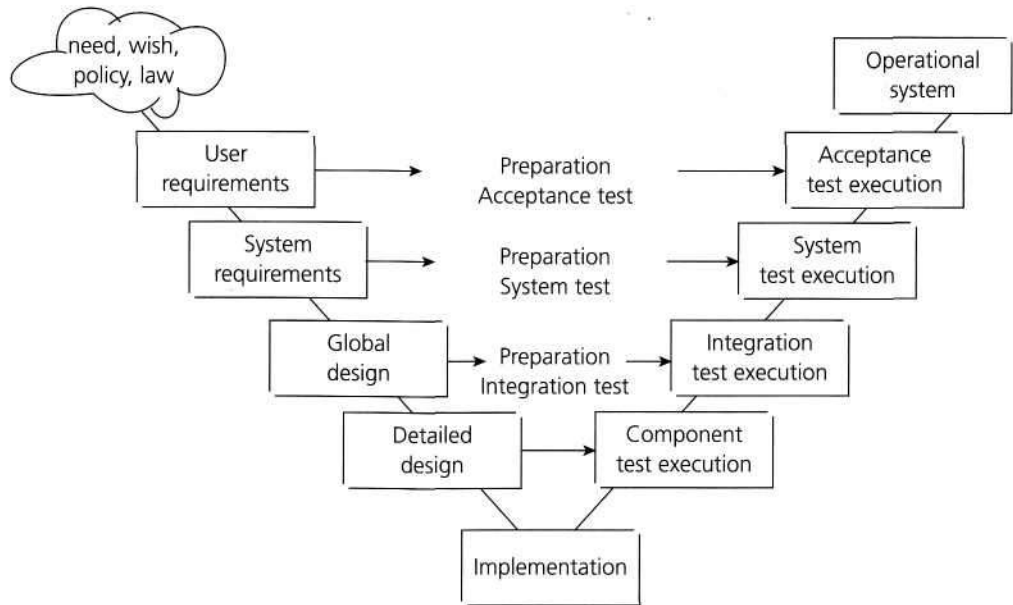 need, wish,
policy, law
Operational
system
User
requirements
Preparation
Acceptance test
Acceptance
test execution
System
requirements
Preparation
System test
System
test execution
Global
design
Preparation
Integration test
Integration
test execution
Detailed
design
Component
test execution
Implementation